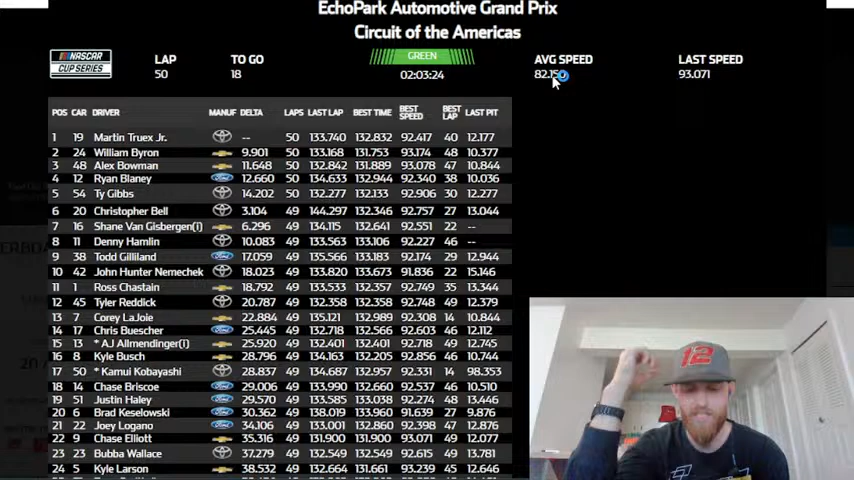 EchoPark Automotive Grand Prix
Circuit of the Americas
NASCAR CUP SERIES
LAP TO GO GREEN AVG SPEED LAST SPEED
50 18 02:03:24 93.071
POS CAR DRIVER MANUF DELTA LAPS LAST LAP BEST TIME BEST SPEED BEST LAP LAST PIT
1 19 Martin Truex Jr. -- 50 133.740 132.832 92.417 40 12.177
2 24 William Byron 9.901 50 133.168 131.753 93.174 48 10.377
3 48 Alex Bowman 11.648 50 132.842 131.889 93.078 47 10.844
4 12 Ryan Blaney Ford 12.660 50 134.633 132.944 92.340 38 10.036
5 54 Ty Gibbs 14.202 50 132.277 132.133 92.906 30 12.277
6 20 Christopher Bell 3.104 49 144.297 132.346 92.757 27 13.044
7 16 Shane Van Gisbergen(i) 6.296 49 134.115 132.641 92.551 22 --
8 11 Denny Hamlin 10.083 49 133.563 133.106 92.227 46 --
9 38 Todd Gilliland Ford 17.059 49 135.566 133.183 92.174 29 12.944
10 42 John Hunter Nemechek 18.023 49 133.820 133.673 91.836 22 15.146
11 1 Ross Chastain 18.792 49 133.533 132.357 92.749 35 13.344
12 45 Tyler Reddick 20.787 49 132.358 132.358 92.748 49 12.379
13 7 Corey LaJoie 22.884 49 135.121 132.989 92.308 14 10.844
14 17 Chris Buescher Ford 25.445 49 132.718 132.566 92.603 46 12.112
15 13 * AJ Allmendinger(i) 25.920 49 132.401 132.401 92.718 49 12.745
16 8 Kyle Busch 28.796 49 134.163 132.205 92.856 46 10.744
17 50 * Kamui Kobayashi 28.837 49 134.687 132.957 92.331 14 98.353
18 14 Chase Briscoe Ford 29.006 49 133.990 132.660 92.537 46 10.510
19 51 Justin Haley Ford 29.570 49 133.585 133.038 92.274 48 13.446
20 6 Brad Keselowski Ford 30.362 49 138.019 133.960 91.639 27 9.876
21 22 Joey Logano Ford 34.106 49 133.001 132.860 92.398 47 12.876
22 9 Chase Elliott 35.316 49 131.900 131.900 93.071 49 12.077
23 23 Bubba Wallace 37.279 49 132.549 132.549 92.615 49 13.781
24 5 Kyle Larson 38.532 49 132.664 131.661 93.239 45 12.646
12